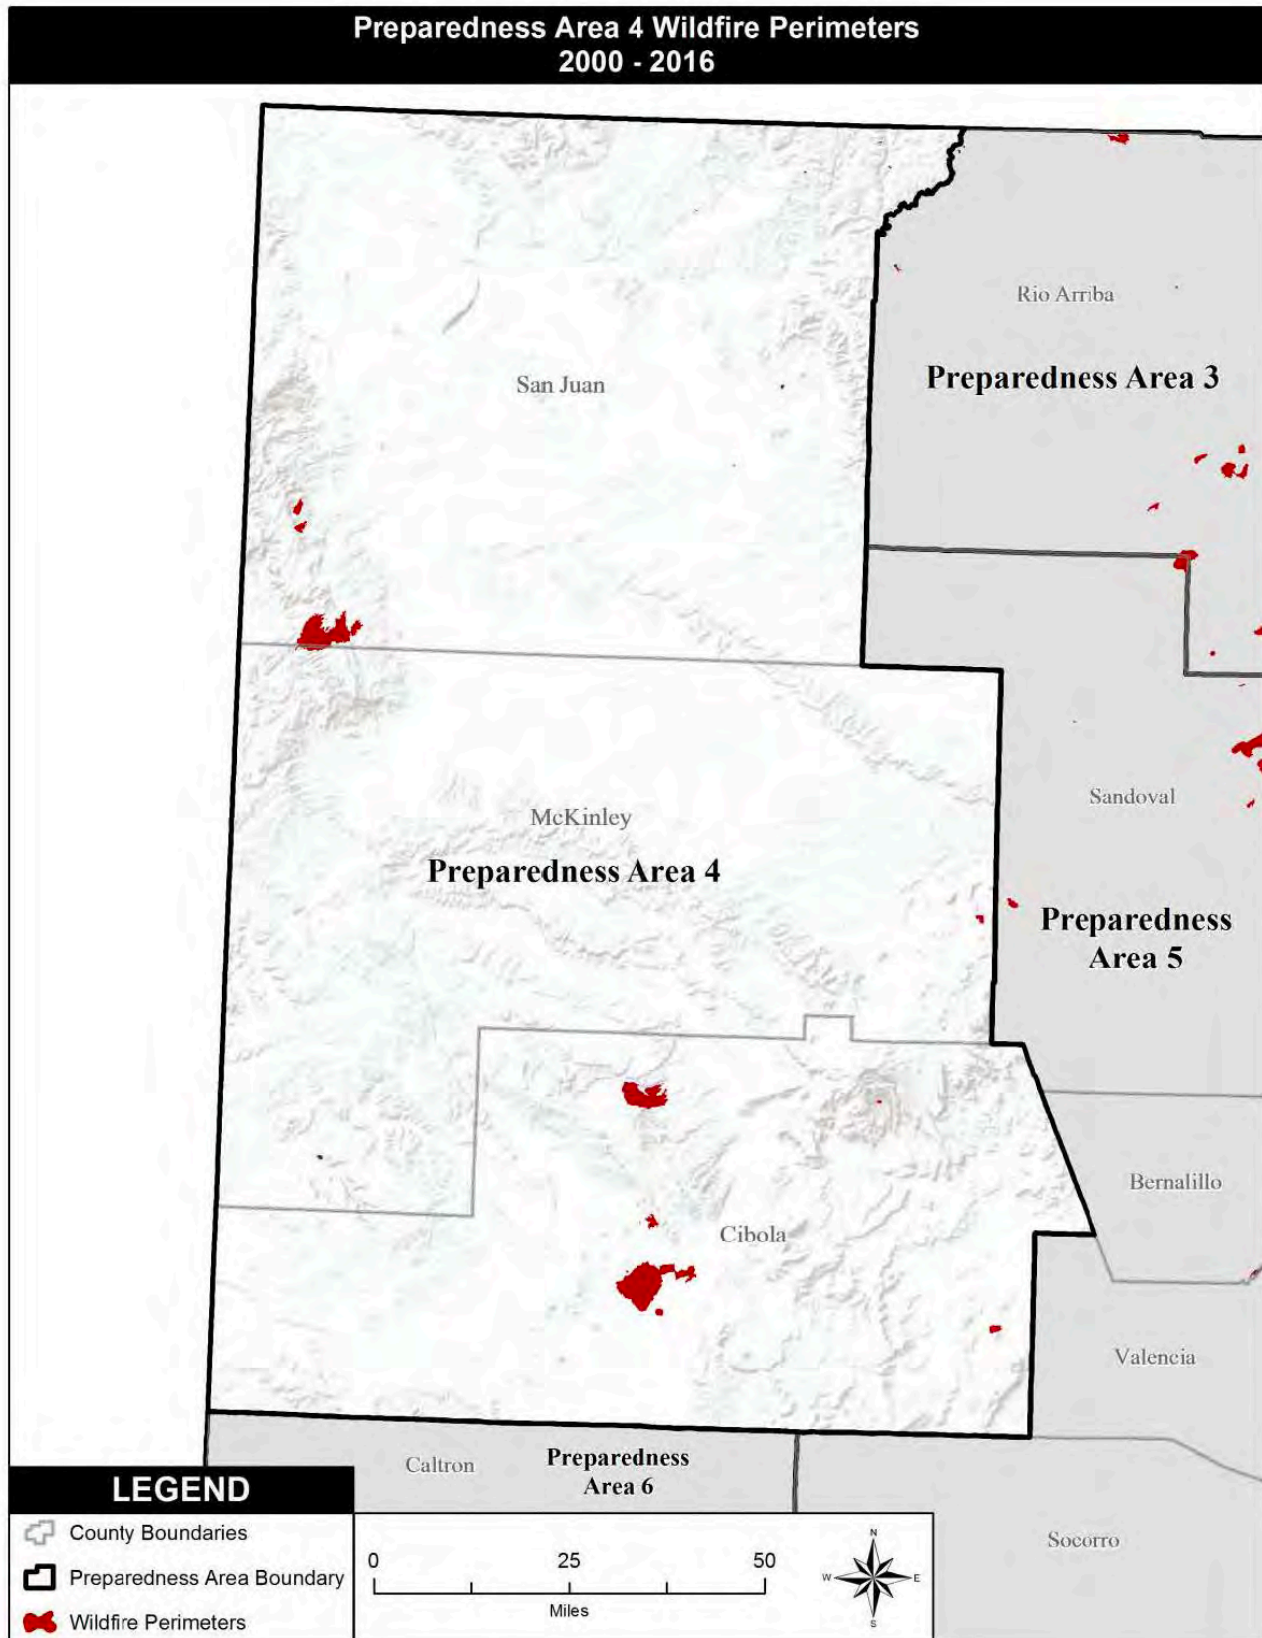 Preparedness Area 4 Wildfire Perimeters
2000 - 2016
Rio Arriba
Preparedness Area 3
San Juan
Sandoval
McKinley
Preparedness Area 4
Preparedness
Area 5
Bernalillo
Cibola
Valencia
Caltron
Preparedness
Area 6
Socorro
LEGEND
County Boundaries
Preparedness Area Boundary
Wildfire Perimeters
0 25 50
Miles
N
W E
S